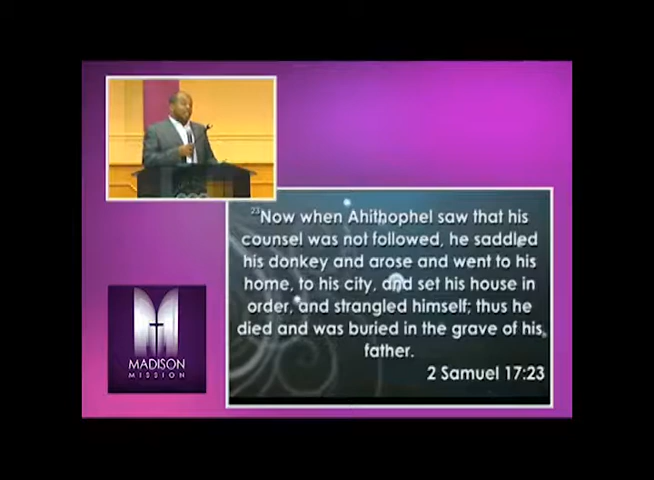 23Now when Ahithophel saw that his
counsel was not followed, he saddled
his donkey and arose and went to his
home, to his city, and set his house in
order, and strangled himself; thus he
died and was buried in the grave of his
father.
2 Samuel 17:23
MADISON
MISSION